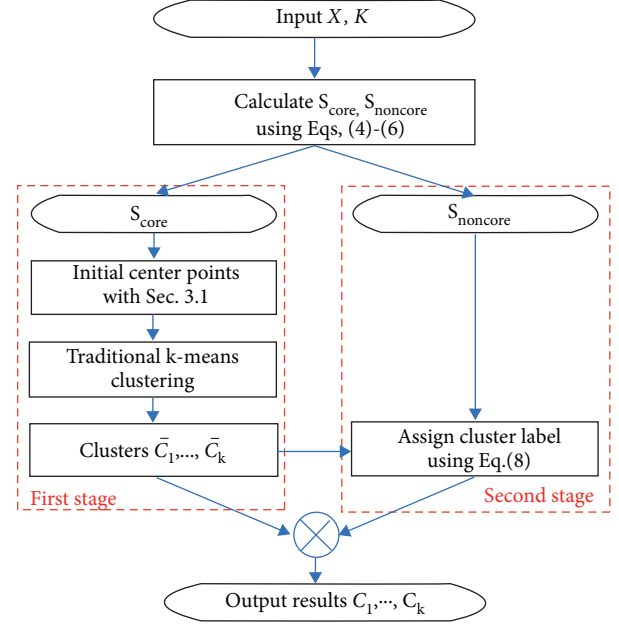 Input X, K
Calculate S_core, S_noncore
using Eqs, (4)-(6)
S_core
Initial center points
with Sec. 3.1
Traditional k-means
clustering
Clusters C̄_1,..., C̄_k
First stage
S_noncore
Assign cluster label
using Eq.(8)
Second stage
Output results C_1,..., C_k